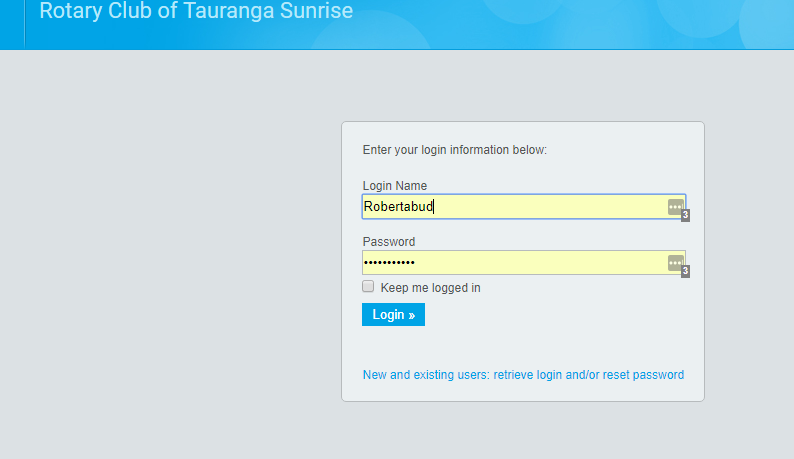 Rotary Club of Tauranga Sunrise
Enter your login information below:
Login Name
Robertabud
3
Password
•••••••••••
3
Keep me logged in
Login »
New and existing users: retrieve login and/or reset password